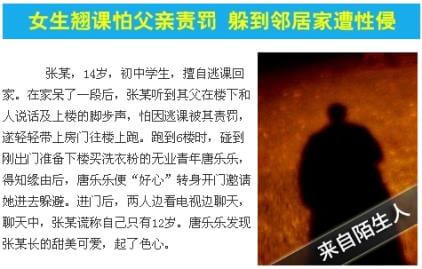 女生翘课怕父亲责罚 躲到邻居家遭性侵
张某，14岁，初中学生，擅自逃课回
家。在家呆了一段后，张某听到其父在楼下和
人说话及上楼的脚步声，怕因逃课被其责罚，
遂轻轻带上房门往楼上跑。跑到6楼时，碰到
刚出门准备下楼买洗衣粉的无业青年唐乐乐，
得知缘由后，唐乐乐便“好心”转身开门邀请
她进去躲避。进门后，两人边看电视边聊天，
聊天中，张某谎称自己只有12岁。唐乐乐发现
张某长的甜美可爱，起了色心。
来自陌生人